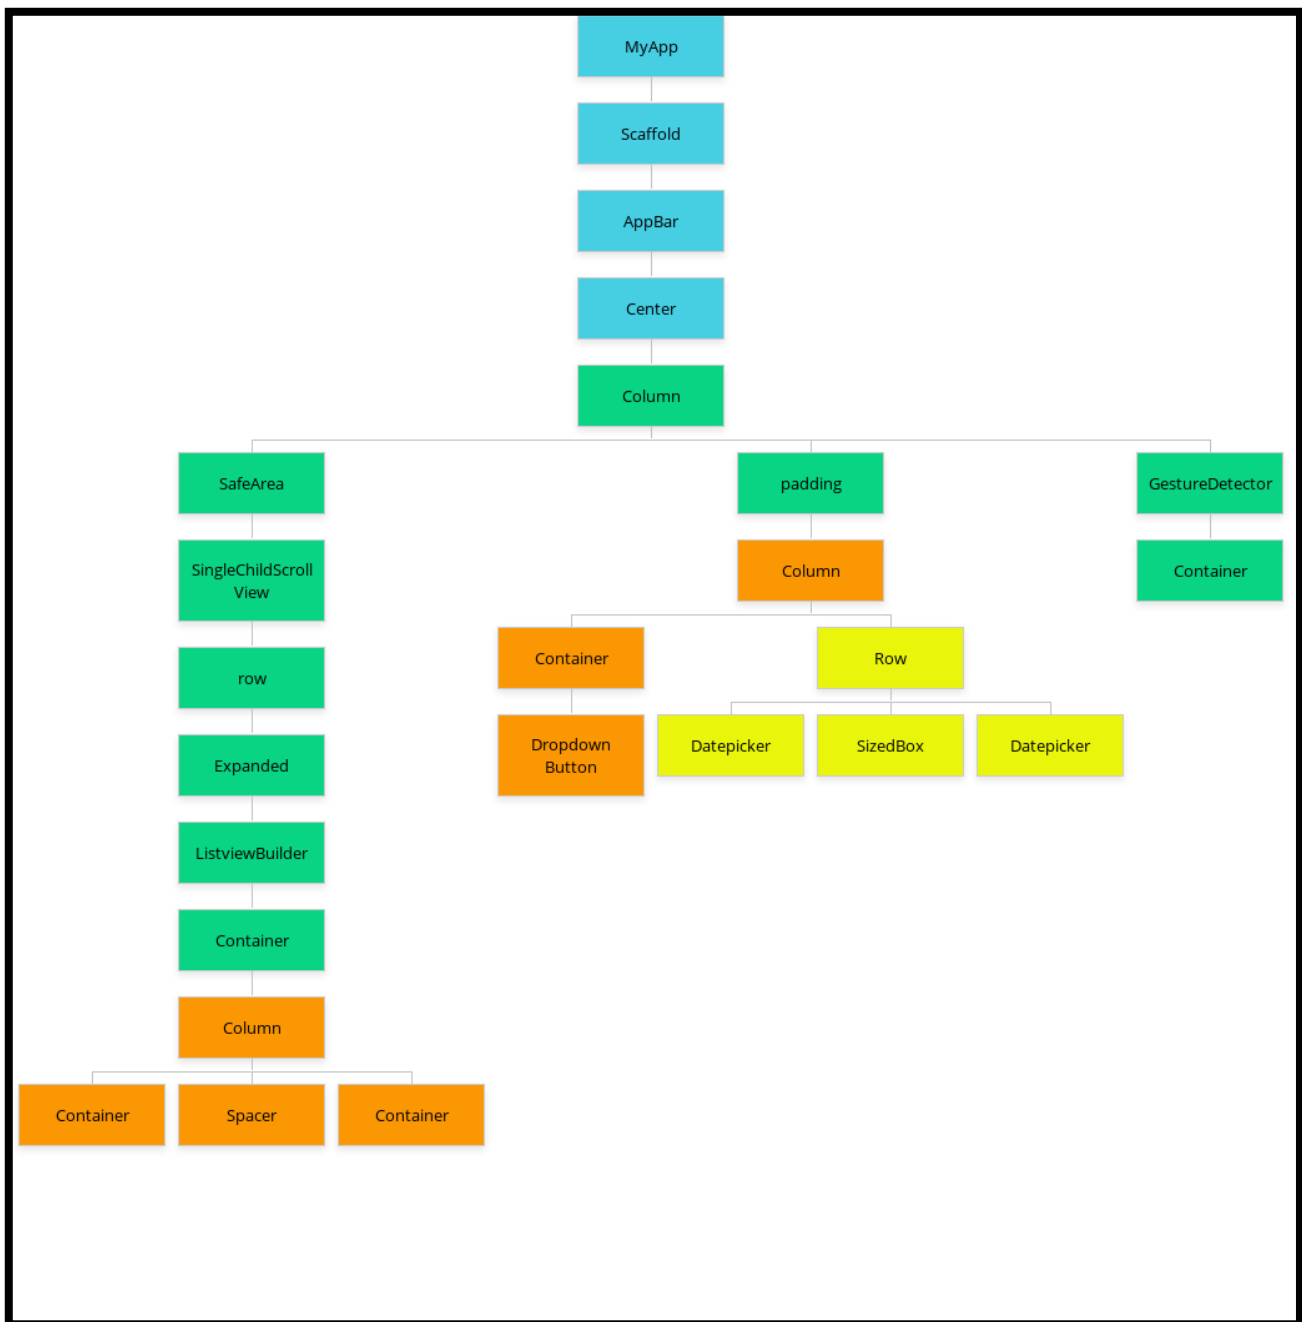 MyApp
Scaffold
AppBar
Center
Column
SafeArea
padding
GestureDetector
SingleChildScroll
View
Column
Container
row
Container
Row
Expanded
Dropdown
Button
Datepicker
SizedBox
Datepicker
ListviewBuilder
Container
Column
Container
Spacer
Container